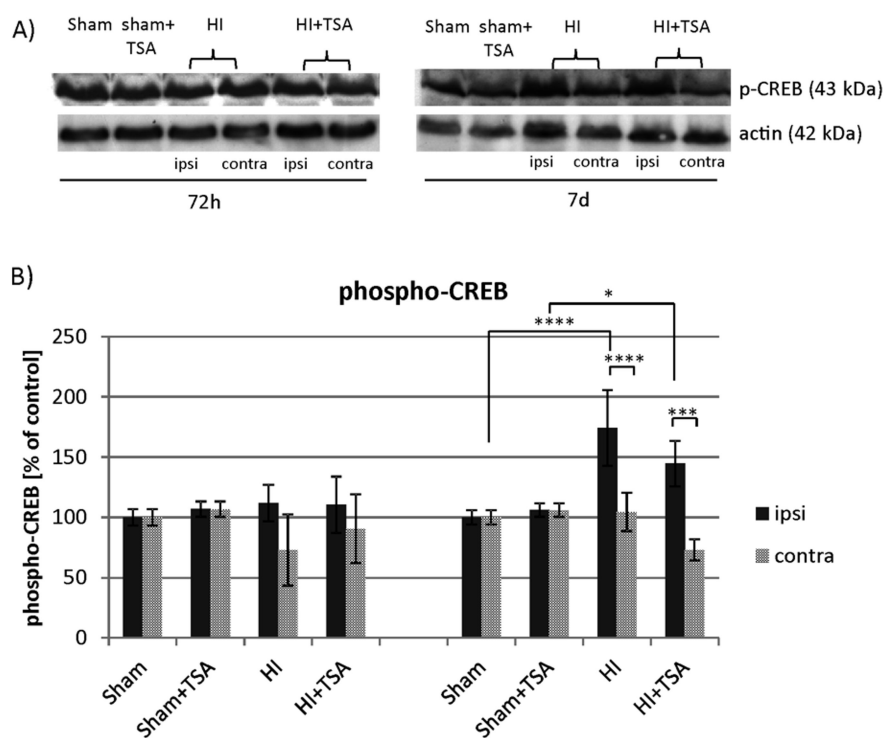 A)
Sham sham+ TSA HI HI+TSA
Sham sham+ TSA HI HI+TSA
p-CREB (43 kDa)
actin (42 kDa)
ipsi contra ipsi contra
ipsi contra ipsi contra
72h
7d
B)
phospho-CREB
*
****
****
***
phospho-CREB [% of control]
250
200
150
100
50
0
ipsi
contra
Sham
Sham+TSA
HI
HI+TSA
Sham
Sham+TSA
HI
HI+TSA